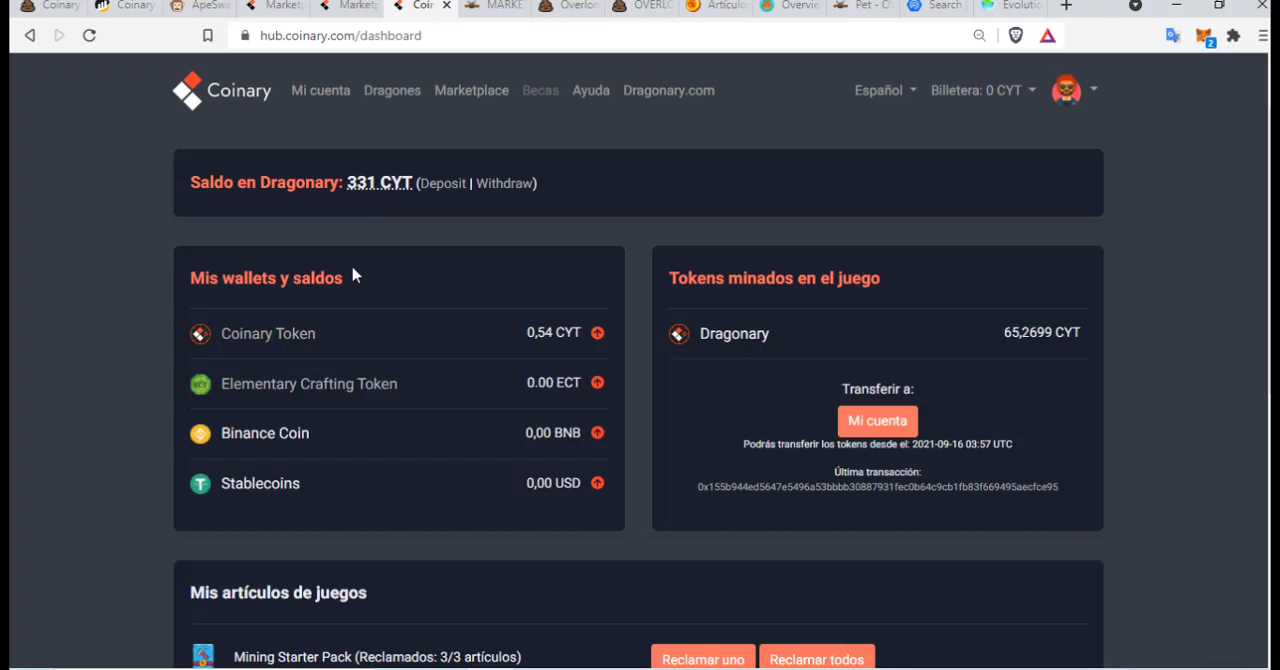 Coinary
Coinary
ApeSwa
Marketp
Marketp
Coin
MARKE
Overlor
OVERLO
Artículo
Overvie
Pet - O
Search
Evolutio
hub.coinary.com/dashboard
2
Coinary
Mi cuenta
Dragones
Marketplace
Becas
Ayuda
Dragonary.com
Español
Billetera: 0 CYT
Saldo en Dragonary: 331 CYT (Deposit | Withdraw)
Mis wallets y saldos
Coinary Token 0,54 CYT
Elementary Crafting Token 0.00 ECT
Binance Coin 0,00 BNB
Stablecoins 0,00 USD
Tokens minados en el juego
Dragonary 65,2699 CYT
Transferir a:
Mi cuenta
Podrás transferir los tokens desde el: 2021-09-16 03:57 UTC
Última transacción:
0x155b944ed5647e5496a53bbbb30887931fec0b64c9cb1fb83f669495aecfce95
Mis artículos de juegos
Mining Starter Pack (Reclamados: 3/3 artículos)
Reclamar uno
Reclamar todos